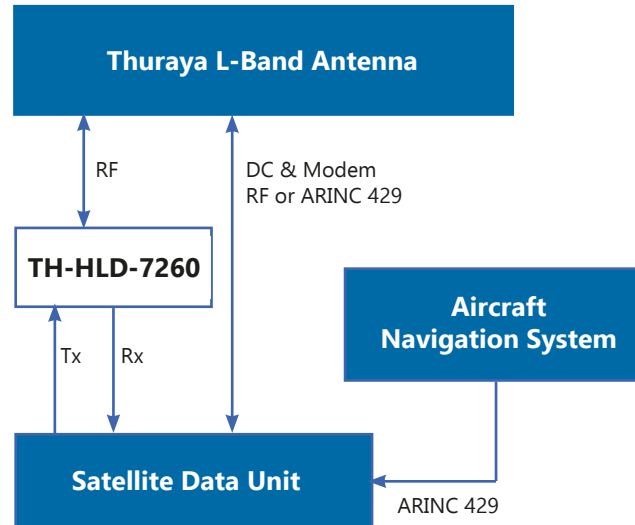 Thuraya L-Band Antenna
RF
DC & Modem
RF or ARINC 429
TH-HLD-7260
Aircraft
Navigation System
Tx
Rx
Satellite Data Unit
ARINC 429